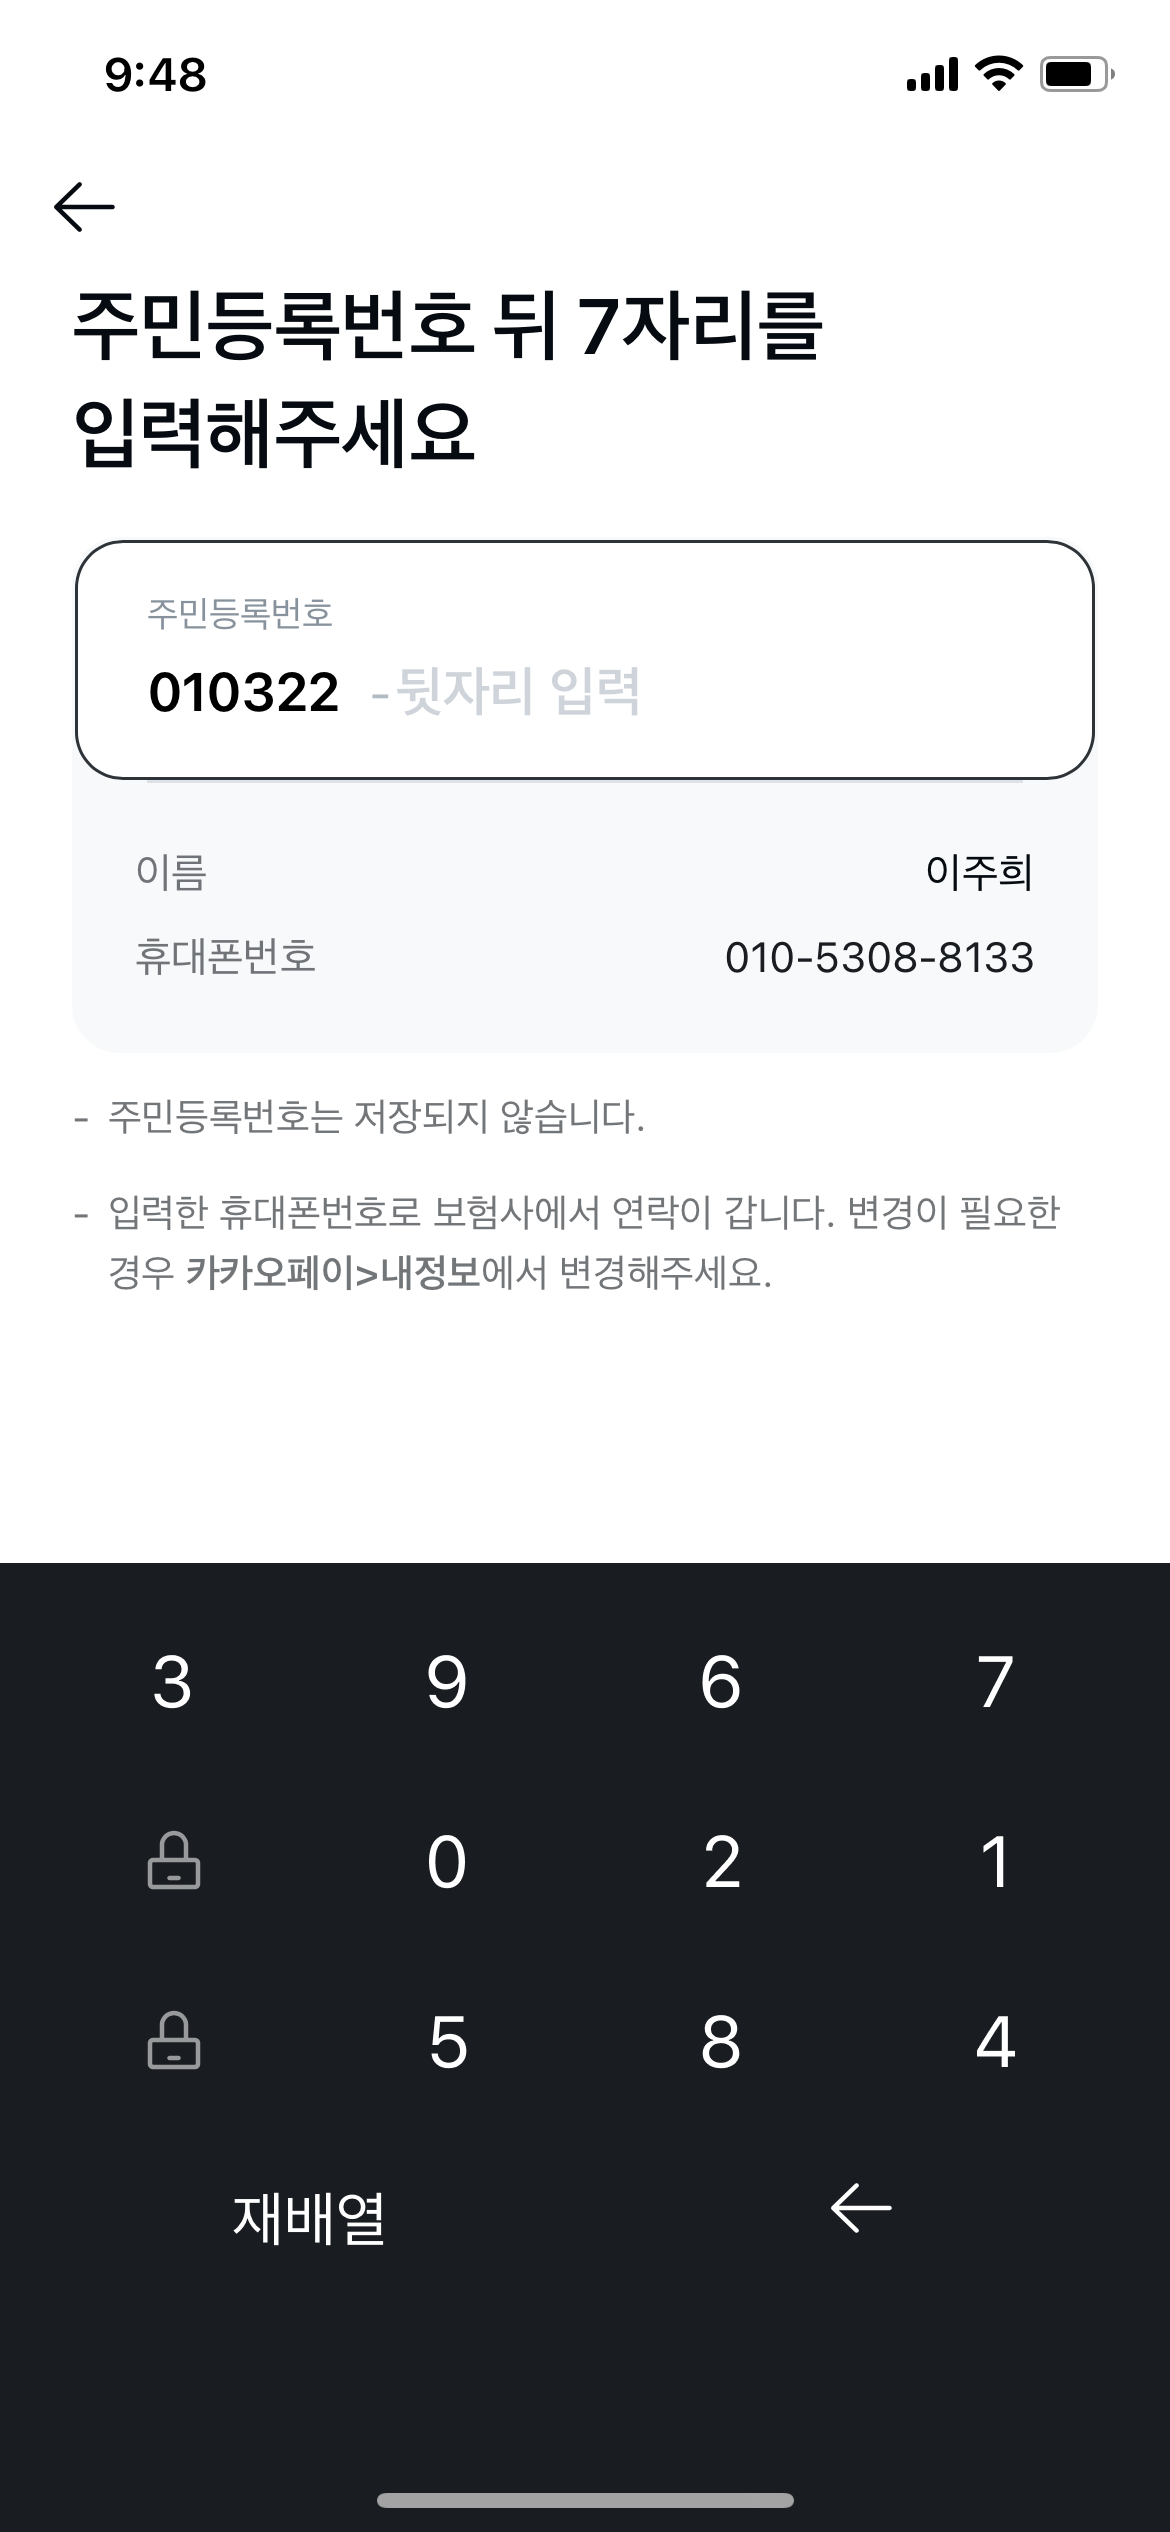 9:48
주민등록번호 뒤 7자리를
입력해주세요
주민등록번호
010322 -뒷자리 입력
이름 이주희
휴대폰번호 010-5308-8133
- 주민등록번호는 저장되지 않습니다.
- 입력한 휴대폰번호로 보험사에서 연락이 갑니다. 변경이 필요한
경우 카카오페이>내정보에서 변경해주세요.
3 9 6 7
0 2 1
5 8 4
재배열